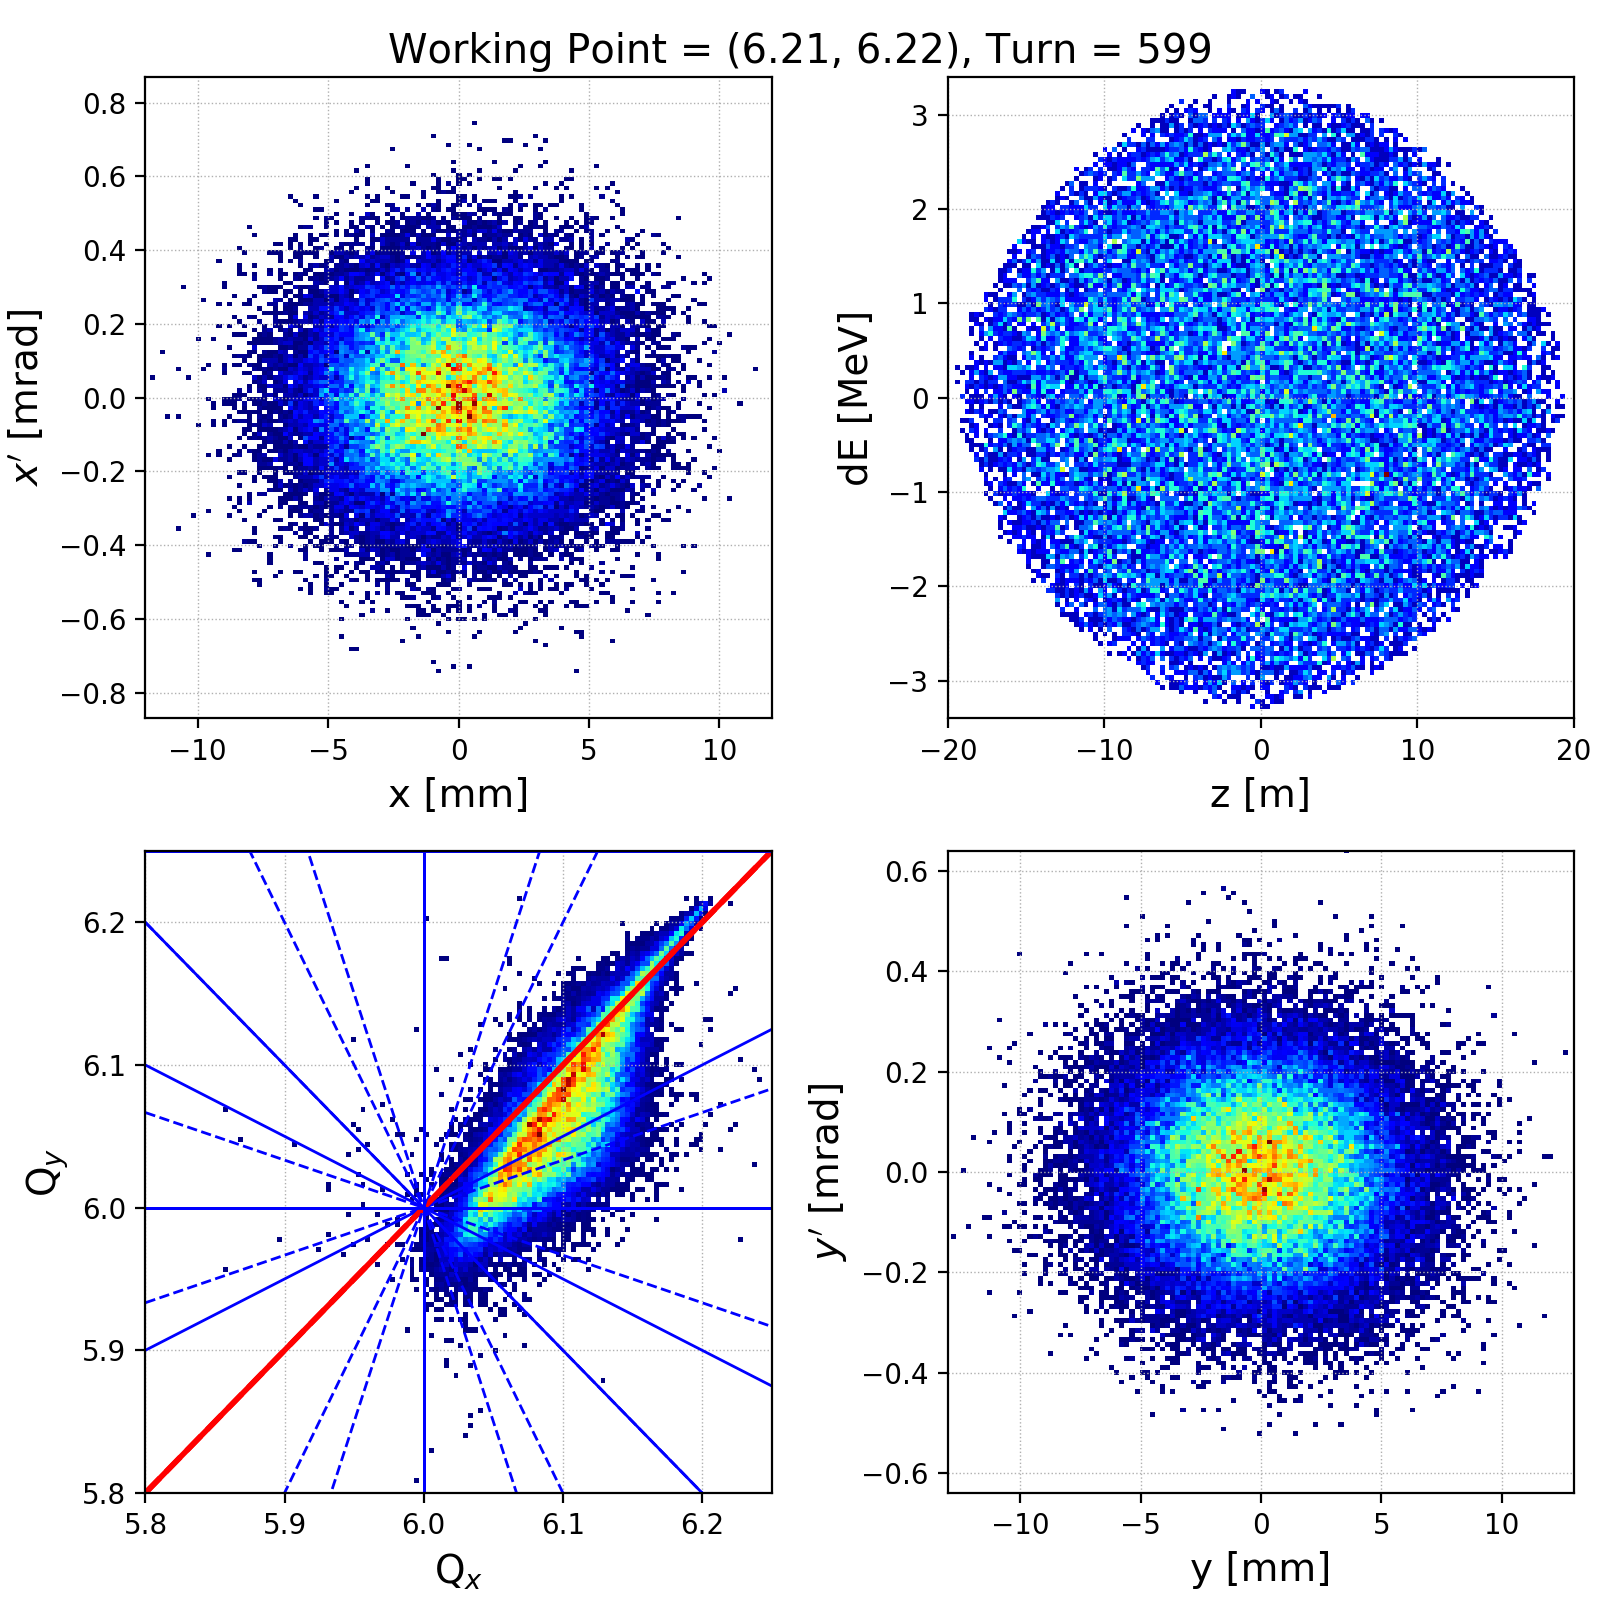 Working Point = (6.21, 6.22), Turn = 599
0.8
0.6
0.4
0.2
0.0
−0.2
−0.4
−0.6
−0.8
x′ [mrad]
−10 −5 0 5 10
x [mm]
3
2
1
0
−1
−2
−3
dE [MeV]
−20 −10 0 10 20
z [m]
6.2
6.1
6.0
5.9
5.8
Qy
5.8 5.9 6.0 6.1 6.2
Qx
0.6
0.4
0.2
0.0
−0.2
−0.4
−0.6
y′ [mrad]
−10 −5 0 5 10
y [mm]